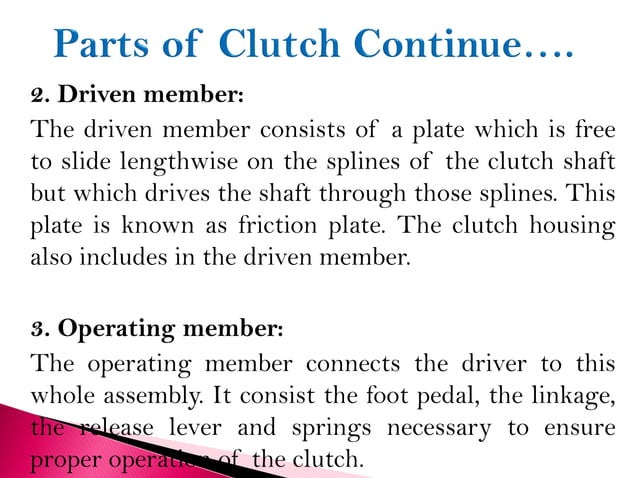 Parts of Clutch Continue....
2. Driven member:
The driven member consists of a plate which is free
to slide lengthwise on the splines of the clutch shaft
but which drives the shaft through those splines. This
plate is known as friction plate. The clutch housing
also includes in the driven member.
3. Operating member:
The operating member connects the driver to this
whole assembly. It consist the foot pedal, the linkage,
the release lever and springs necessary to ensure
proper operation of the clutch.